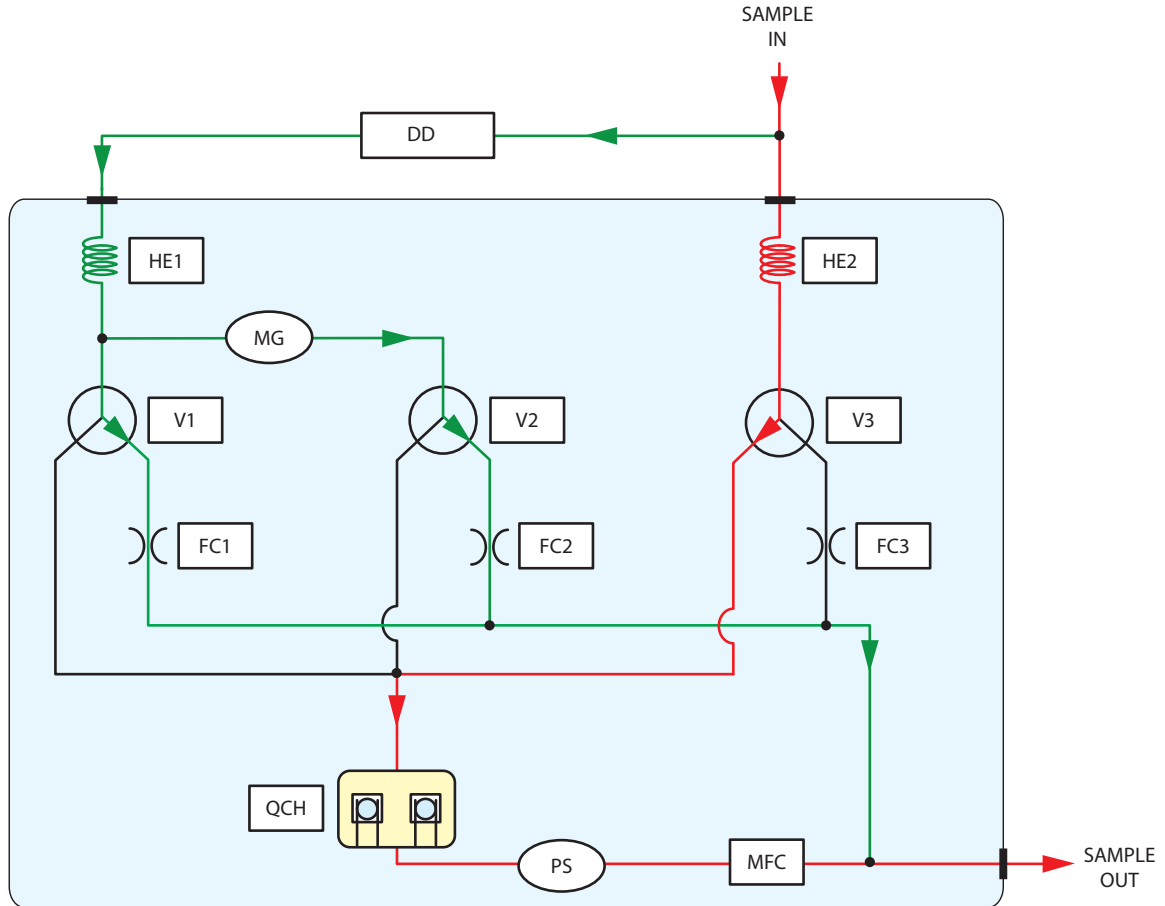 SAMPLE
IN
DD
HE1
HE2
MG
V1
V2
V3
FC1
FC2
FC3
QCH
PS
MFC
SAMPLE
OUT